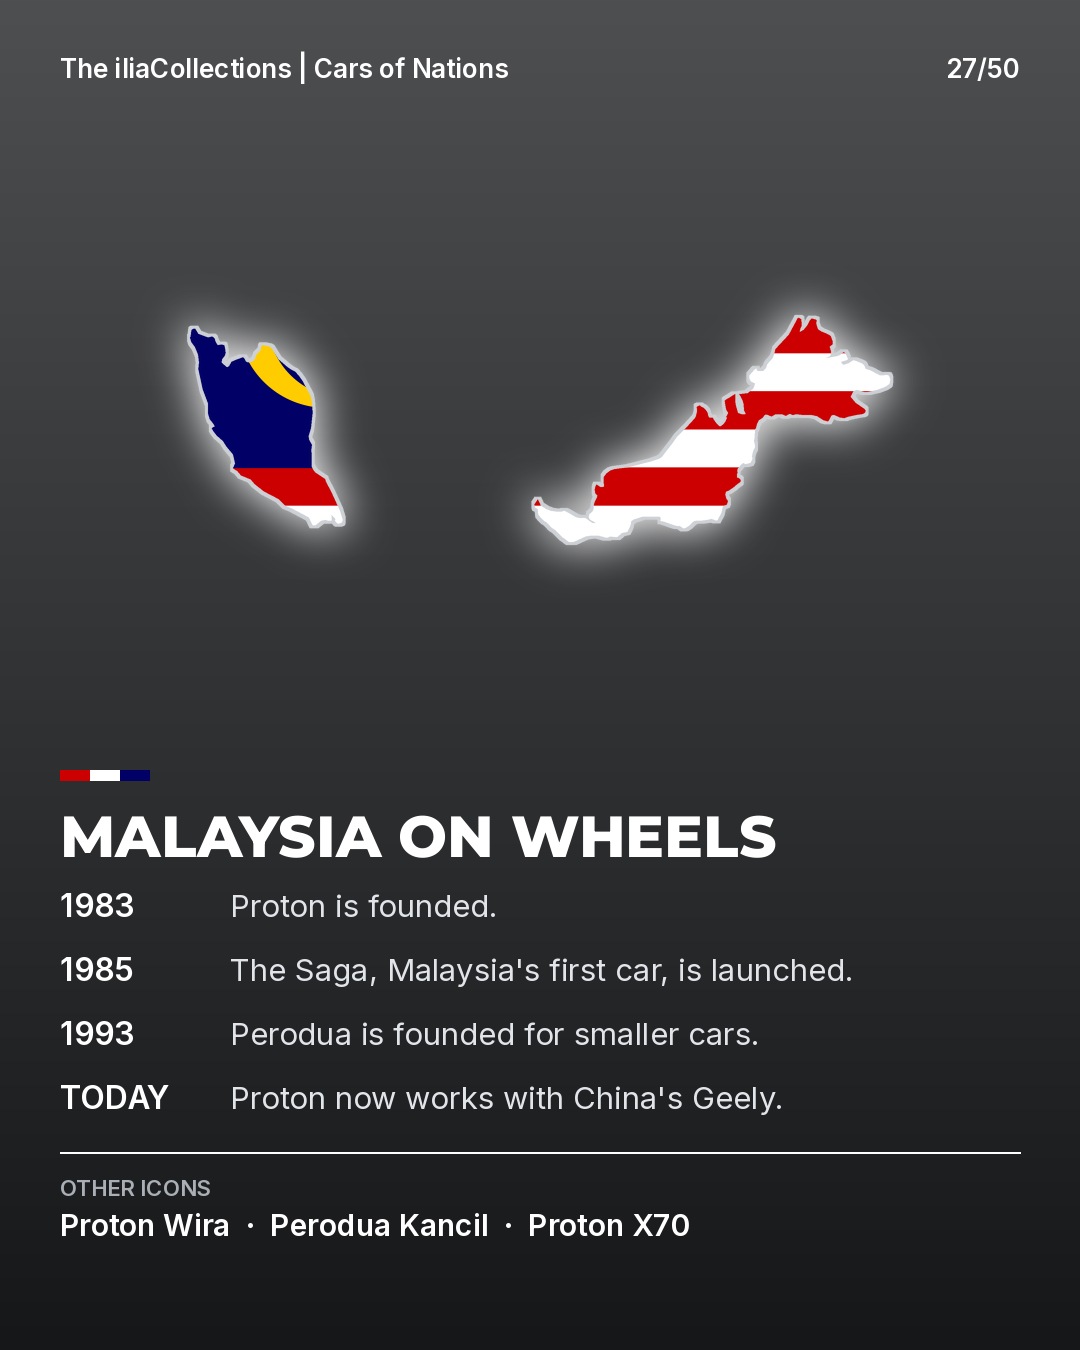 The iliaCollections | Cars of Nations
27/50
MALAYSIA ON WHEELS
1983 Proton is founded.
1985 The Saga, Malaysia's first car, is launched.
1993 Perodua is founded for smaller cars.
TODAY Proton now works with China's Geely.
OTHER ICONS
Proton Wira · Perodua Kancil · Proton X70